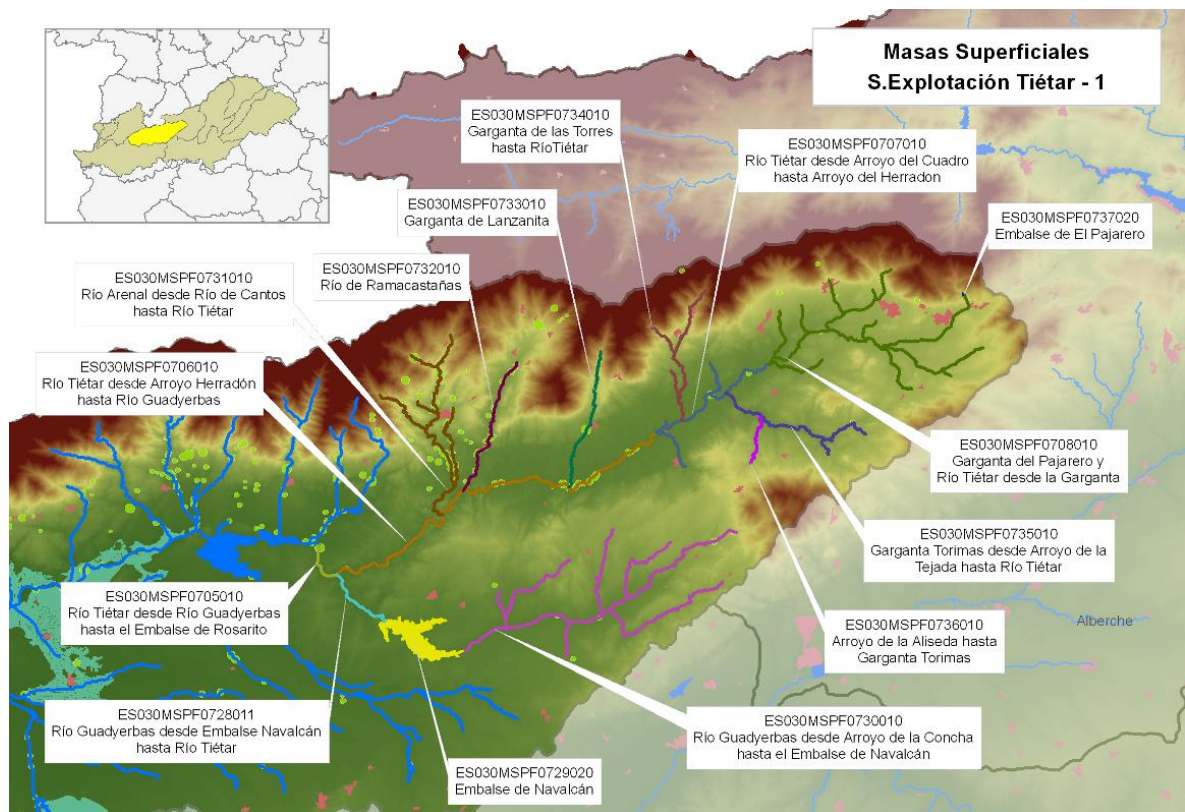 Masas Superficiales
S.Explotación Tiétar - 1
ES030MSPF0734010
Garganta de las Torres
hasta RíoTiétar
ES030MSPF0707010
Río Tiétar desde Arroyo del Cuadro
hasta Arroyo del Herradon
ES030MSPF0733010
Garganta de Lanzanita
ES030MSPF0737020
Embalse de El Pajarero
ES030MSPF0732010
Río de Ramacastañas
ES030MSPF0731010
Río Arenal desde Río de Cantos
hasta Río Tiétar
ES030MSPF0706010
Río Tiétar desde Arroyo Herradón
hasta Río Guadyerbas
ES030MSPF0708010
Garganta del Pajarero y
Río Tiétar desde la Garganta
ES030MSPF0735010
Garganta Torimas desde Arroyo de la
Tejada hasta Río Tiétar
ES030MSPF0705010
Río Tiétar desde Río Guadyerbas
hasta el Embalse de Rosarito
ES030MSPF0736010
Arroyo de la Aliseda hasta
Garganta Torimas
Alberche
ES030MSPF0728011
Río Guadyerbas desde Embalse Navalcán
hasta Río Tiétar
ES030MSPF0730010
Río Guadyerbas desde Arroyo de la Concha
hasta el Embalse de Navalcán
ES030MSPF0729020
Embalse de Navalcán